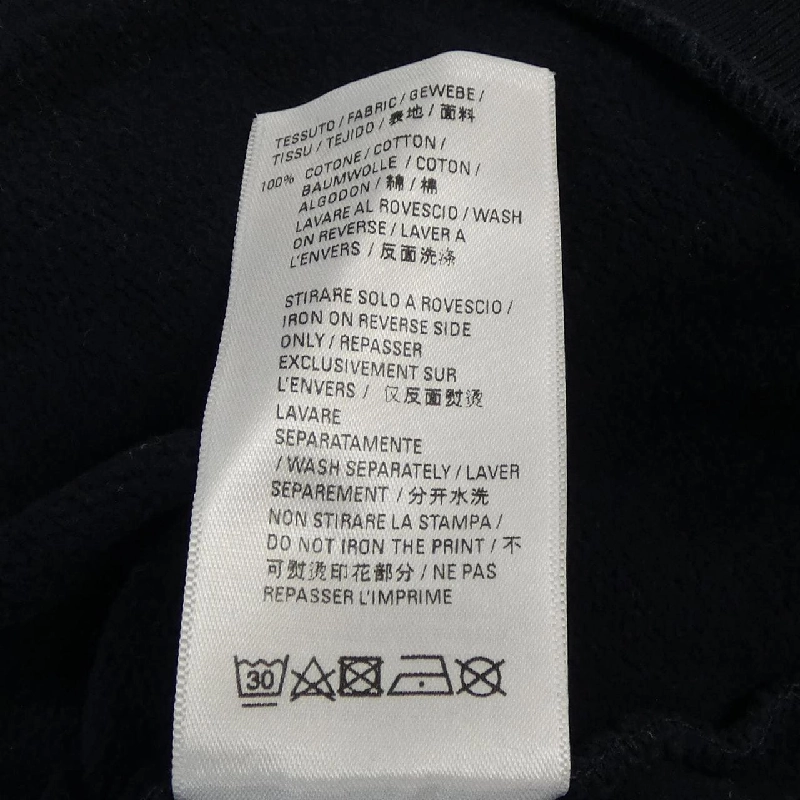 TESSUTO / FABRIC / GEWEBE /
TISSU / TEJIDO / 表地 / 面料
100% COTONE / COTTON /
BAUMWOLLE / COTON /
ALGODON / 綿 / 棉
LAVARE AL ROVESCIO / WASH
ON REVERSE / LAVER A
L'ENVERS / 反面洗涤
STIRARE SOLO A ROVESCIO /
IRON ON REVERSE SIDE
ONLY / REPASSER
EXCLUSIVEMENT SUR
L'ENVERS / 仅反面熨烫
LAVARE
SEPARATAMENTE
/ WASH SEPARATELY / LAVER
SEPAREMENT / 分开水洗
NON STIRARE LA STAMPA /
DO NOT IRON THE PRINT / 不
可熨烫印花部分 / NE PAS
REPASSER L'IMPRIME
30